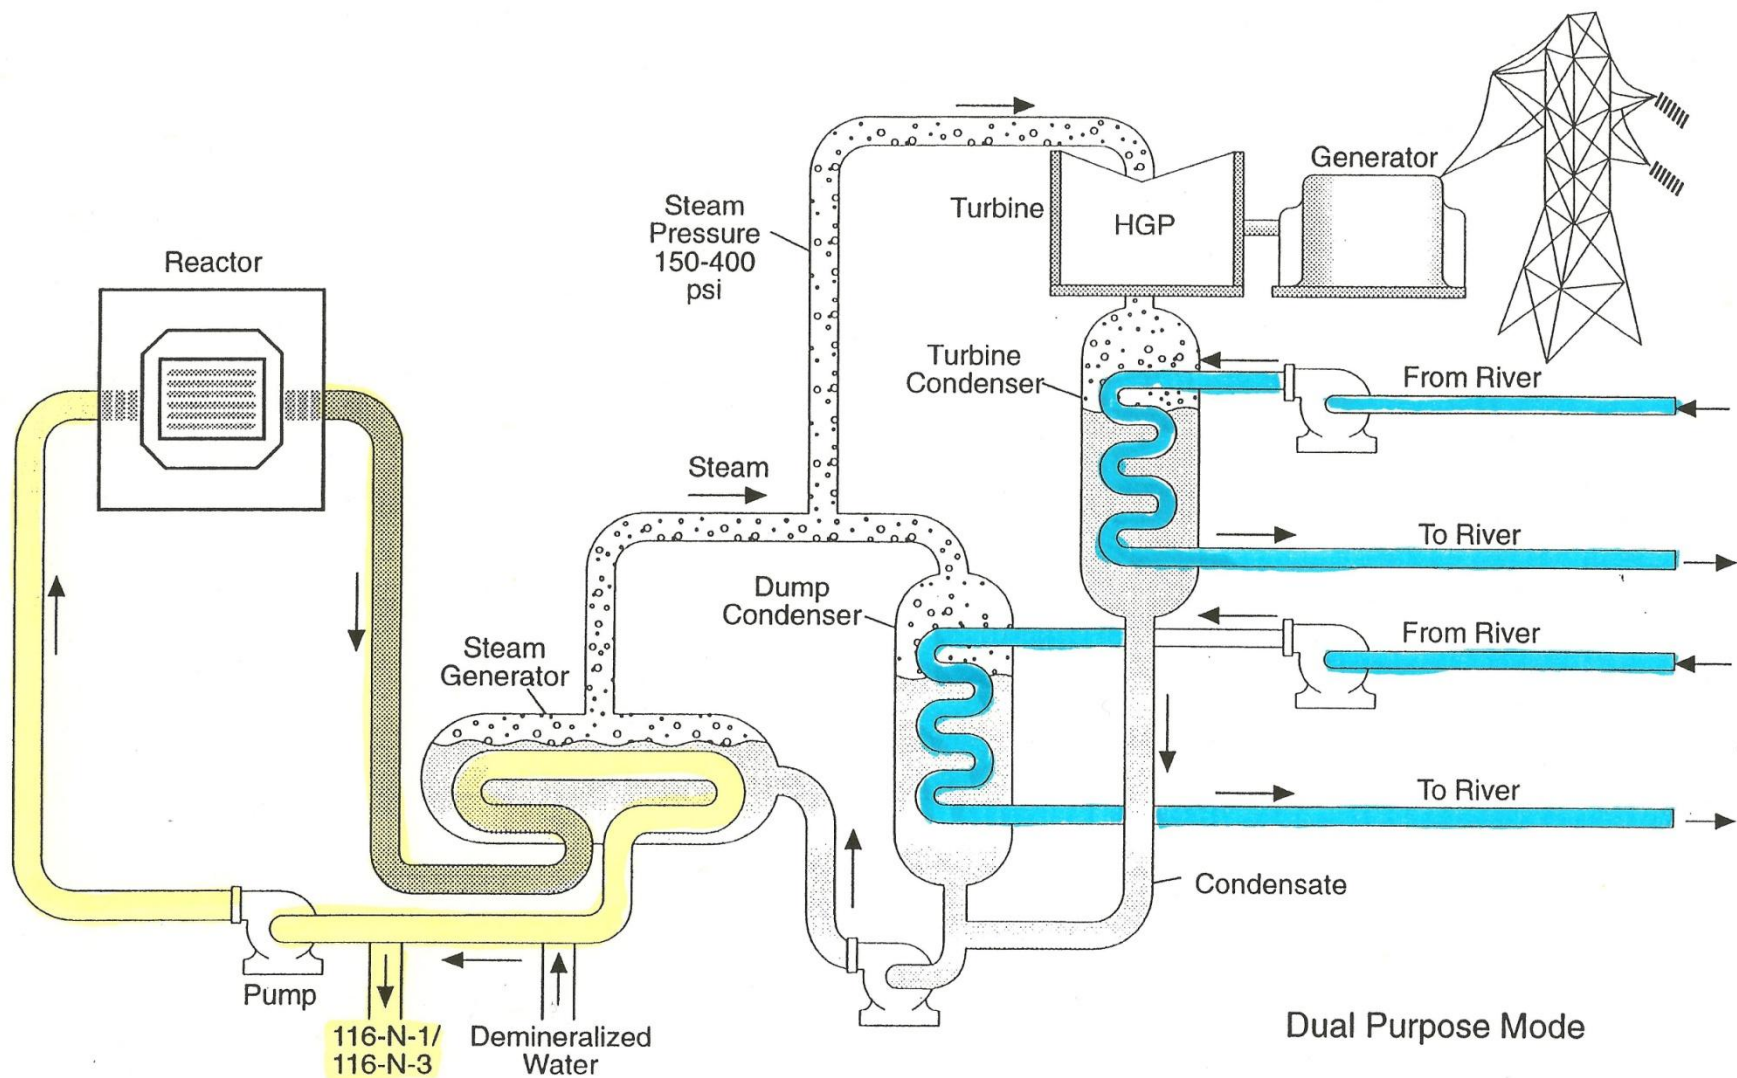 Generator
Steam
Pressure
150-400
psi
Turbine
HGP
Reactor
Turbine
Condenser
From River
Steam
To River
Dump
Condenser
From River
Steam
Generator
To River
Condensate
Pump
116-N-1/
116-N-3
Demineralized
Water
Dual Purpose Mode